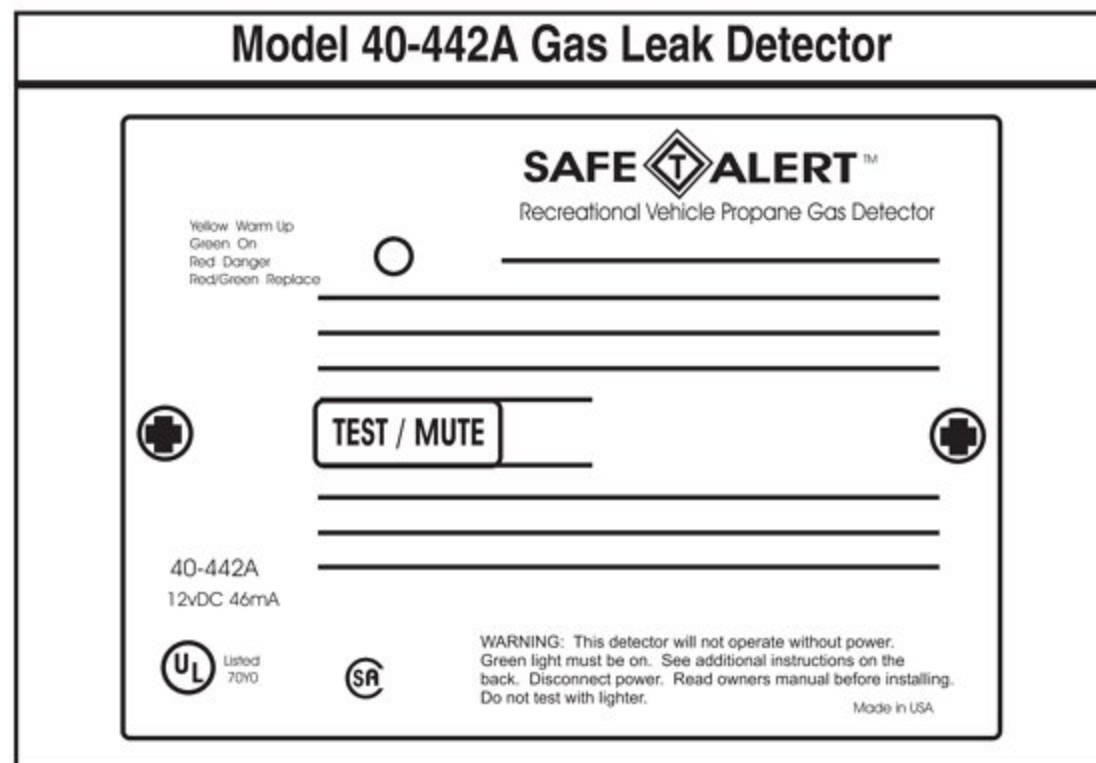 Model 40-442A Gas Leak Detector
SAFE T ALERT™
Recreational Vehicle Propane Gas Detector
Yellow Warm Up
Green On
Red Danger
Red/Green Replace
TEST / MUTE
40-442A
12vDC 46mA
UL
Listed
70Y0
SA
WARNING: This detector will not operate without power.
Green light must be on. See additional instructions on the
back. Disconnect power. Read owners manual before installing.
Do not test with lighter.
Made in USA